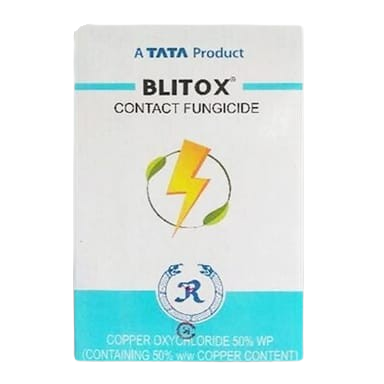 A TATA Product
BLITOX®
CONTACT FUNGICIDE
R
COPPER OXYCHLORIDE 50% WP
(CONTAINING 50% w/w COPPER CONTENT)